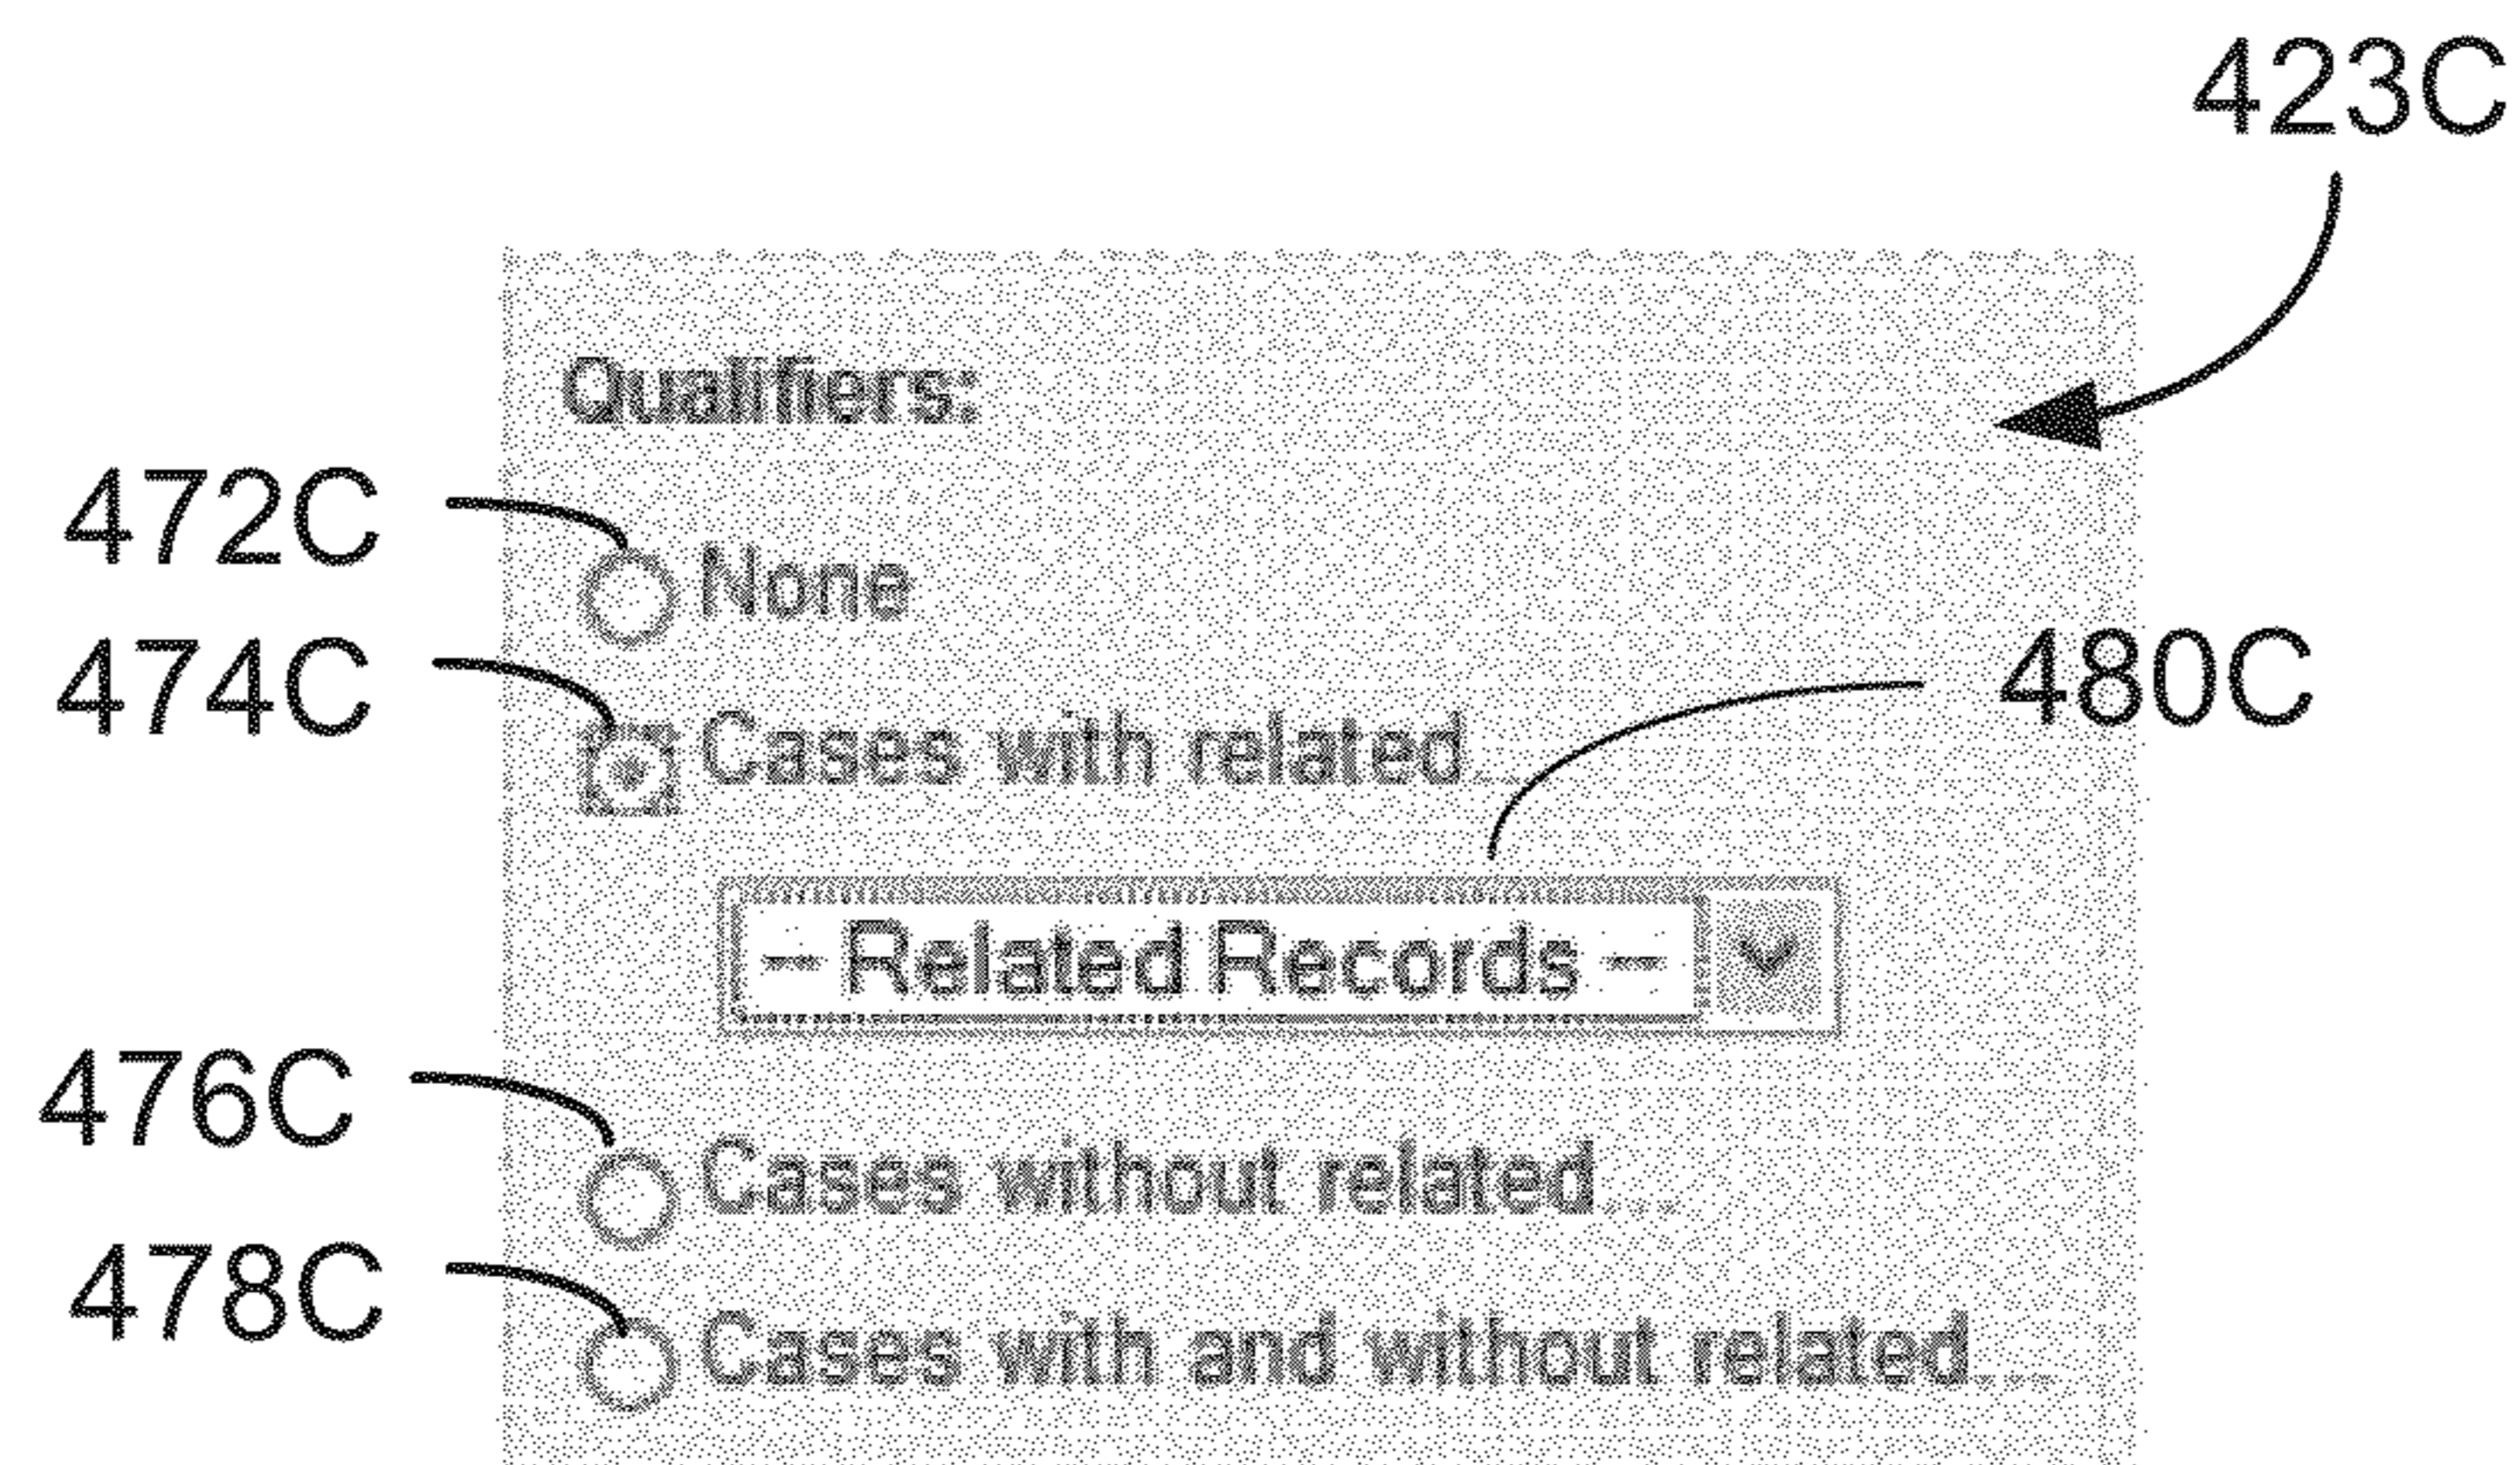 423C
Qualifiers:
472C
None
474C
Cases with related...
480C
-- Related Records --
476C
Cases without related...
478C
Cases with and without related...